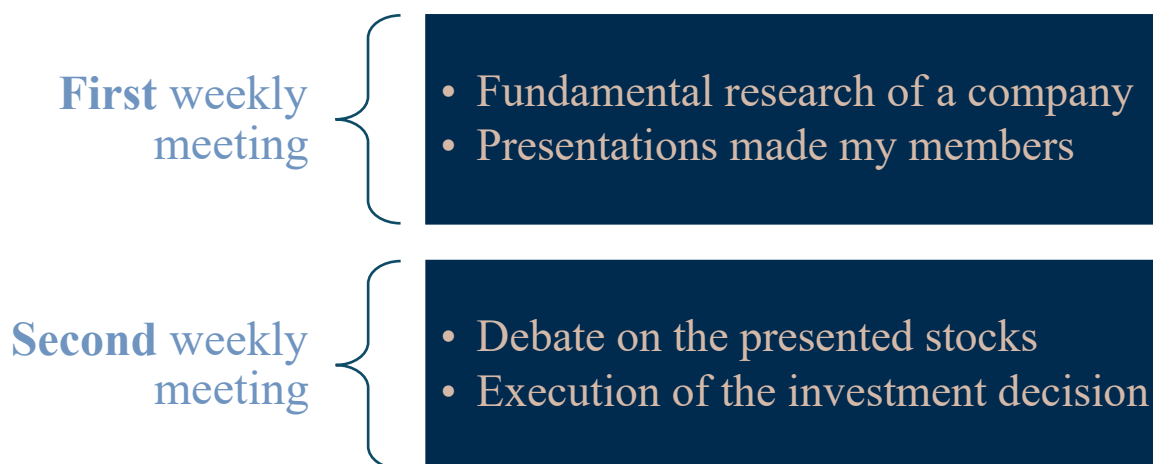 First weekly
meeting
• Fundamental research of a company
• Presentations made my members
Second weekly
meeting
• Debate on the presented stocks
• Execution of the investment decision